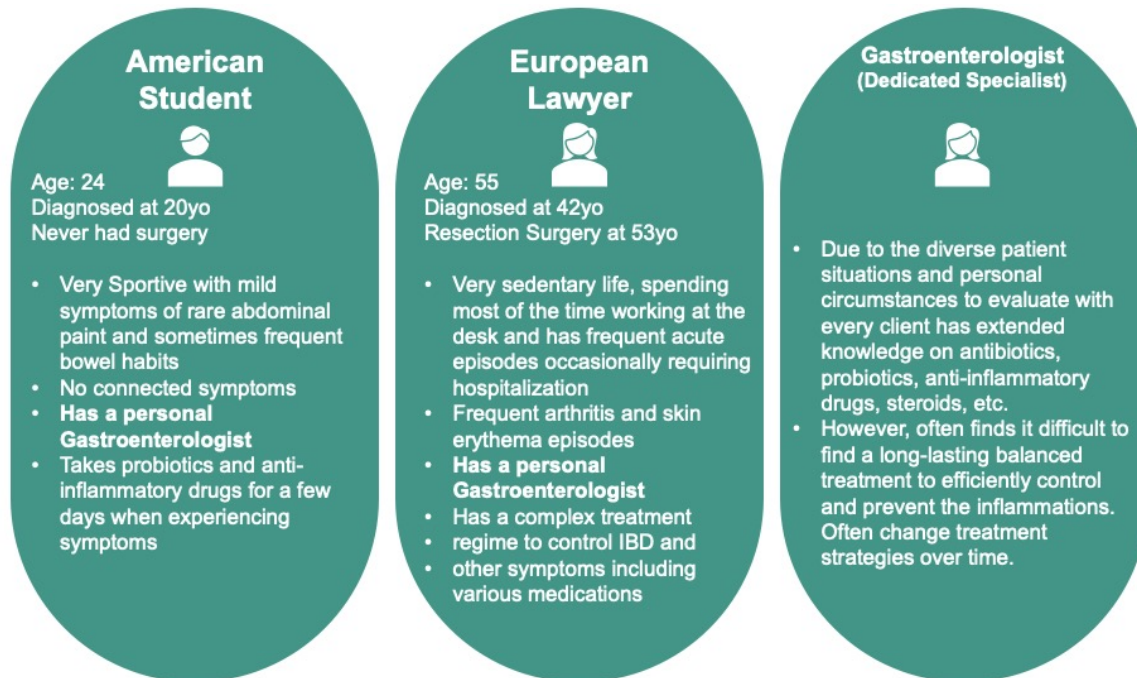 American
Student
Age: 24
Diagnosed at 20yo
Never had surgery
• Very Sportive with mild
symptoms of rare abdominal
paint and sometimes frequent
bowel habits
• No connected symptoms
• Has a personal
Gastroenterologist
• Takes probiotics and anti-
inflammatory drugs for a few
days when experiencing
symptoms
European
Lawyer
Age: 55
Diagnosed at 42yo
Resection Surgery at 53yo
• Very sedentary life, spending
most of the time working at the
desk and has frequent acute
episodes occasionally requiring
hospitalization
• Frequent arthritis and skin
erythema episodes
• Has a personal
Gastroenterologist
• Has a complex treatment
• regime to control IBD and
• other symptoms including
various medications
Gastroenterologist
(Dedicated Specialist)
• Due to the diverse patient
situations and personal
circumstances to evaluate with
every client has extended
knowledge on antibiotics,
probiotics, anti-inflammatory
drugs, steroids, etc.
• However, often finds it difficult to
find a long-lasting balanced
treatment to efficiently control
and prevent the inflammations.
Often change treatment
strategies over time.